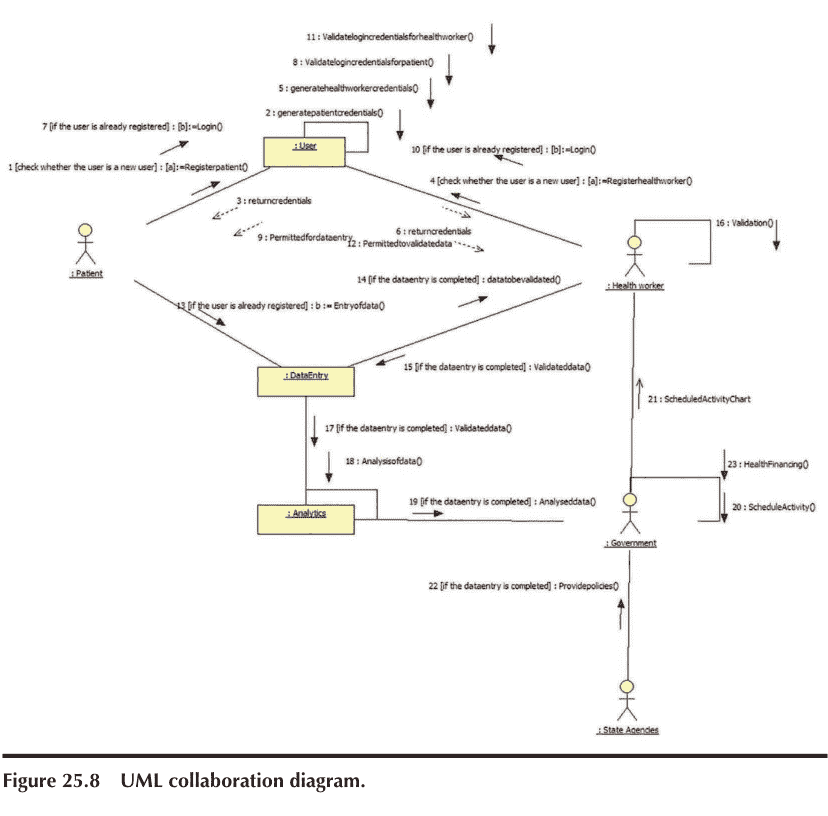 11 : Validatelogincredentialsforhealthworker()
8 : Validatelogincredentialsforpatient()
5 : generatehealthworkercredentials()
2 : generatepatientcredentials()
7 [if the user is already registered] : [b]:=Login()
: User
10 [if the user is already registered] : [b]:=Login()
1 [check whether the user is a new user] : [a]:=Registerpatient()
4 [check whether the user is a new user] : [a]:=Registerhealthworker()
3 : returncredentials
6 : returncredentials
16 : Validation()
9 : Permittedfordataentry
12 : Permittedtovalidatedata
: Patient
14 [if the dataentry is completed] : datatobevalidated()
: Health worker
13 [if the user is already registered] : b := Entryofdata()
15 [if the dataentry is completed] : Validateddata()
: DataEntry
21 : ScheduledActivityChart
17 [if the dataentry is completed] : Validateddata()
18 : Analysisofdata()
23 : HealthFinancing()
19 [if the dataentry is completed] : Analyseddata()
20 : ScheduleActivity()
: Analytics
: Government
22 [if the dataentry is completed] : Providepolicies()
: State Agencies
Figure 25.8 UML collaboration diagram.